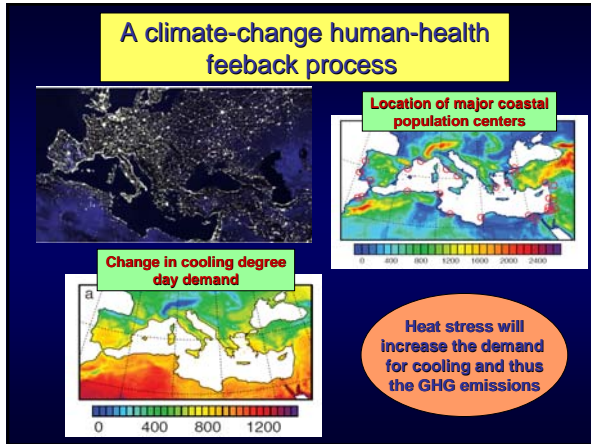 A climate-change human-health
feeback process
Location of major coastal
population centers
0 400 800 1200 1600 2000 2400
Change in cooling degree
day demand
a
0 400 800 1200
Heat stress will
increase the demand
for cooling and thus
the GHG emissions